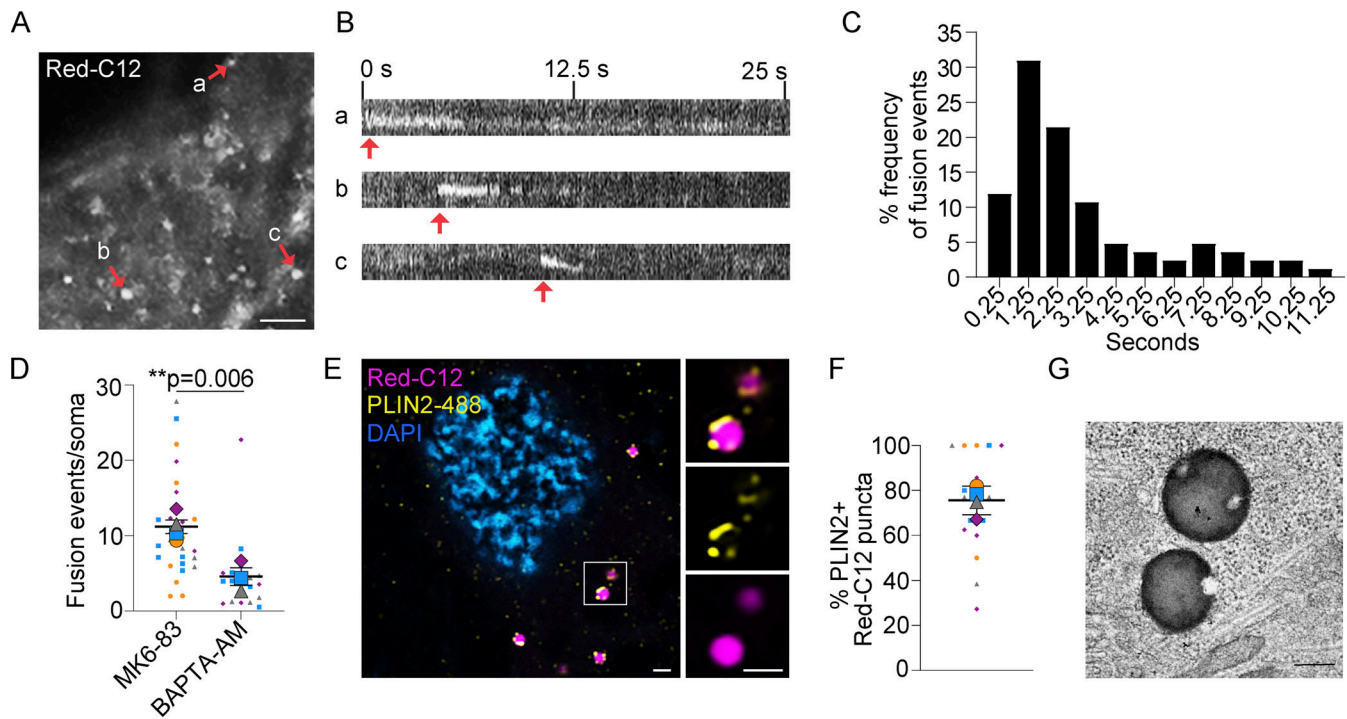 A
Red-C12
a
b
c
B
0 s 12.5 s 25 s
a
b
c
C
% frequency
of fusion events
35
30
25
20
15
10
5
0
0.25 1.25 2.25 3.25 4.25 5.25 6.25 7.25 8.25 9.25 10.25 11.25
Seconds
D
**p=0.006
Fusion events/soma
30
20
10
0
MK6-83
BAPTA-AM
E
Red-C12
PLIN2-488
DAPI
F
% PLIN2+
Red-C12 puncta
100
80
60
40
20
0
G